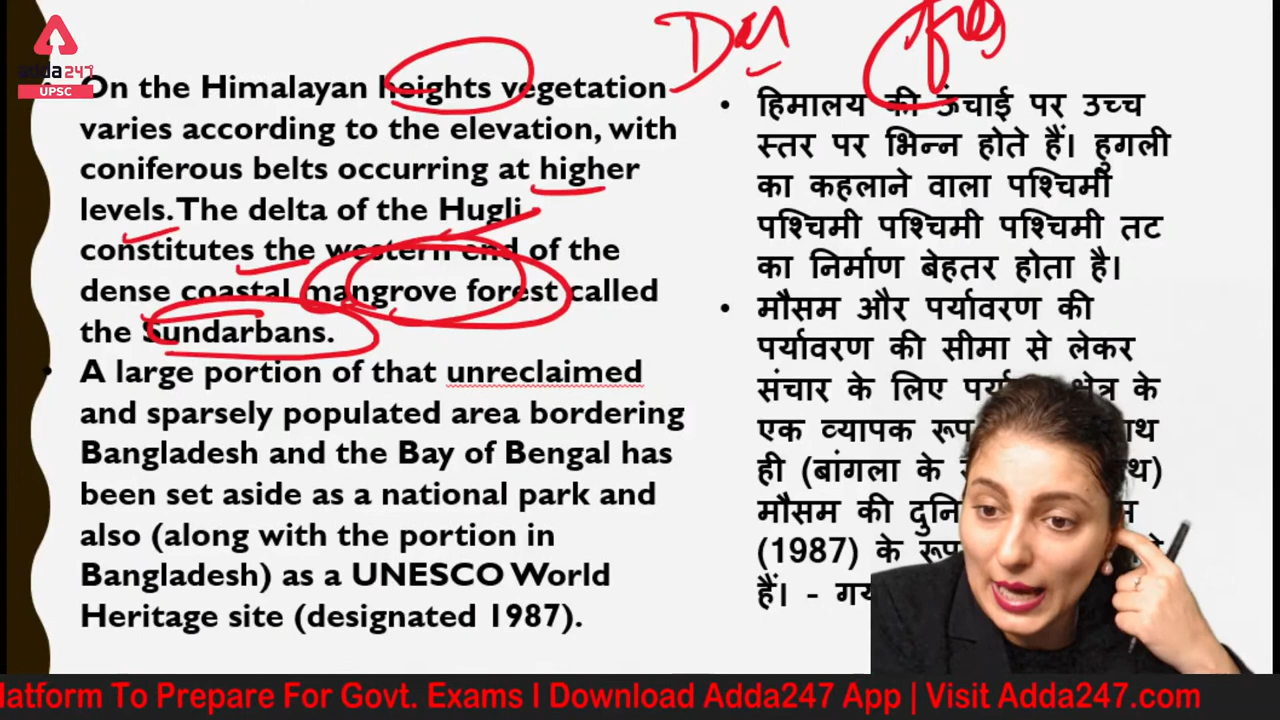 adda247
UPSC
On the Himalayan heights vegetation
varies according to the elevation, with
coniferous belts occurring at higher
levels. The delta of the Hugli
constitutes the western end of the
dense coastal mangrove forest called
the Sundarbans.
• A large portion of that unreclaimed
and sparsely populated area bordering
Bangladesh and the Bay of Bengal has
been set aside as a national park and
also (along with the portion in
Bangladesh) as a UNESCO World
Heritage site (designated 1987).
• हिमालय की ऊंचाई पर उच्च
स्तर पर भिन्न होते हैं। हुगली
का कहलाने वाला पश्चिमी
पश्चिमी पश्चिमी पश्चिमी तट
का निर्माण बेहतर होता है।
• मौसम और पर्यावरण की
पर्यावरण की सीमा से लेकर
संचार के लिए क्षेत्र के
एक व्यापक
ही (बांगला के
मौसम की
(1987) के
हैं। -
latform To Prepare For Govt. Exams I Download Adda247 App | Visit Adda247.com